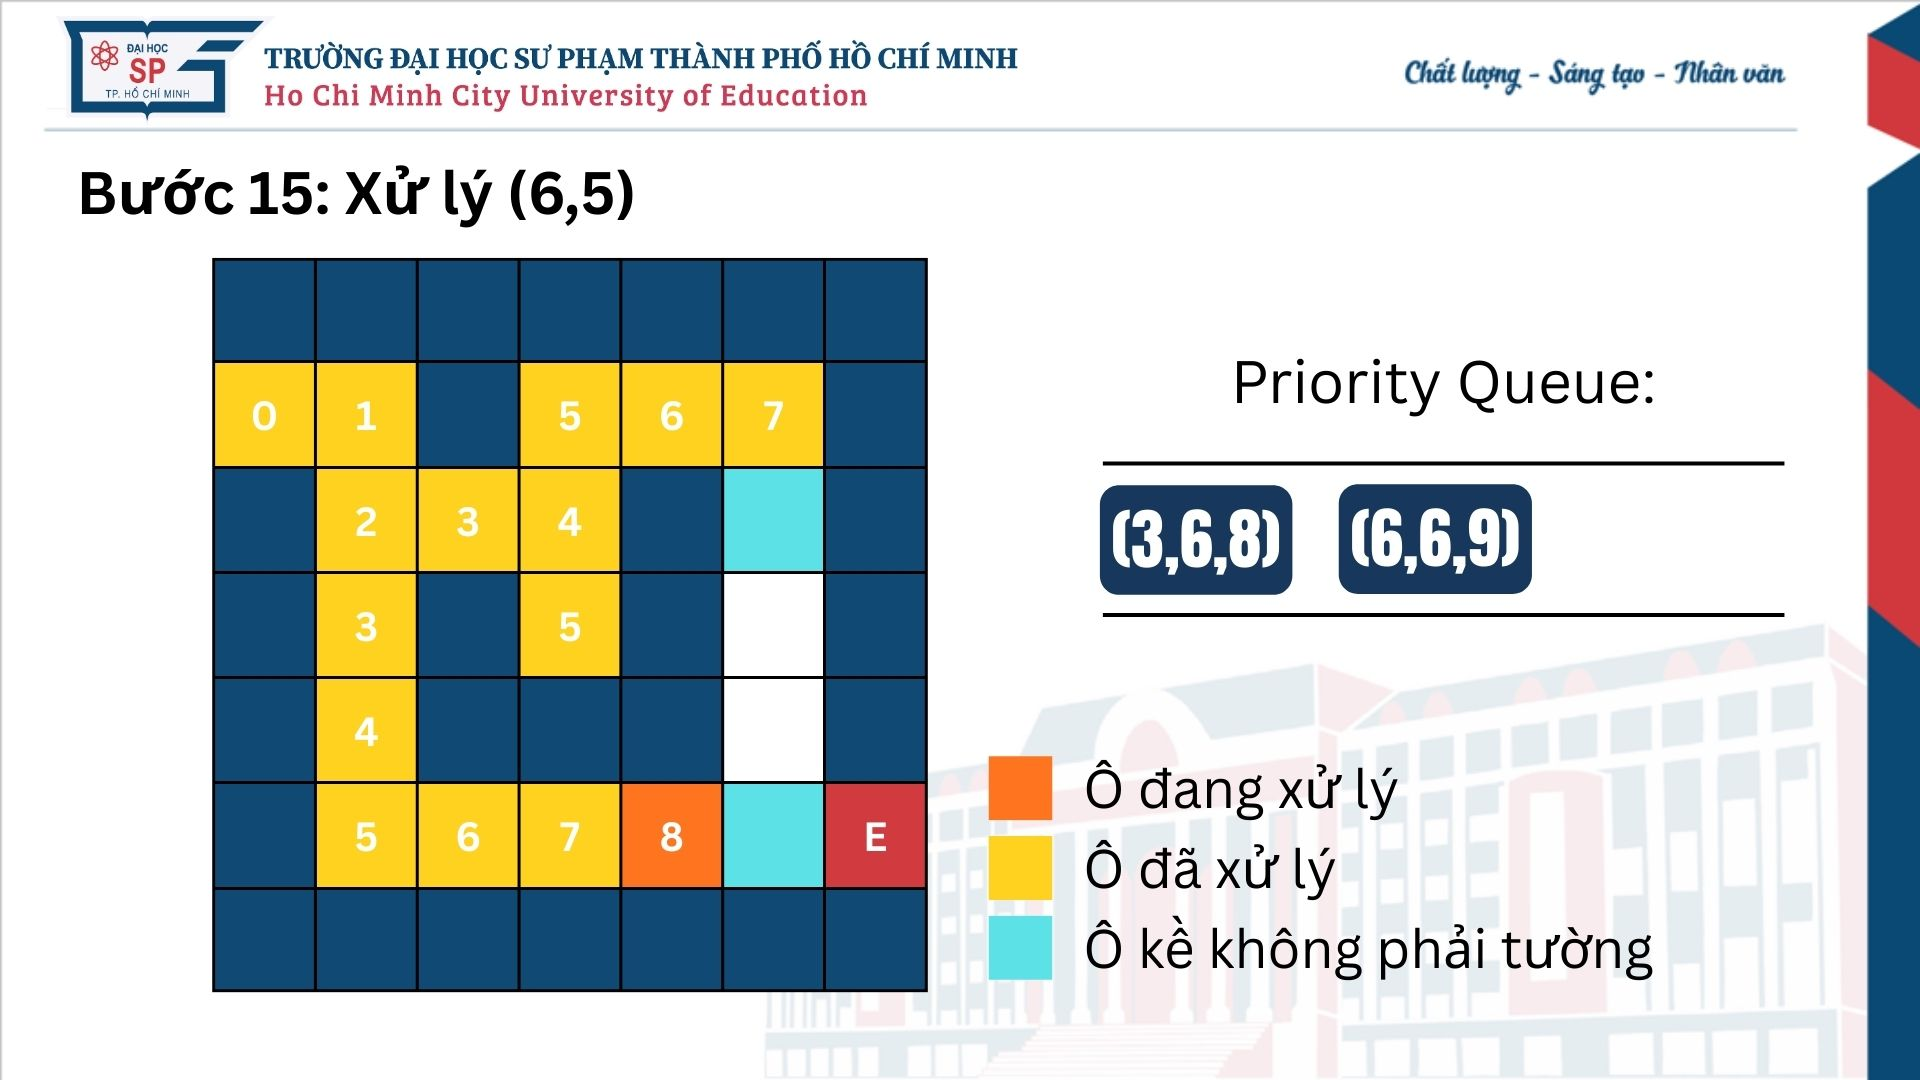 ĐẠI HỌC
SP
TP. HỒ CHÍ MINH
TRƯỜNG ĐẠI HỌC SƯ PHẠM THÀNH PHỐ HỒ CHÍ MINH
Ho Chi Minh City University of Education
Chất lượng - Sáng tạo - Nhân văn
Bước 15: Xử lý (6,5)
0 1 5 6 7
2 3 4
3 5
4
5 6 7 8 E
Priority Queue:
(3,6,8) (6,6,9)
Ô đang xử lý
Ô đã xử lý
Ô kề không phải tường